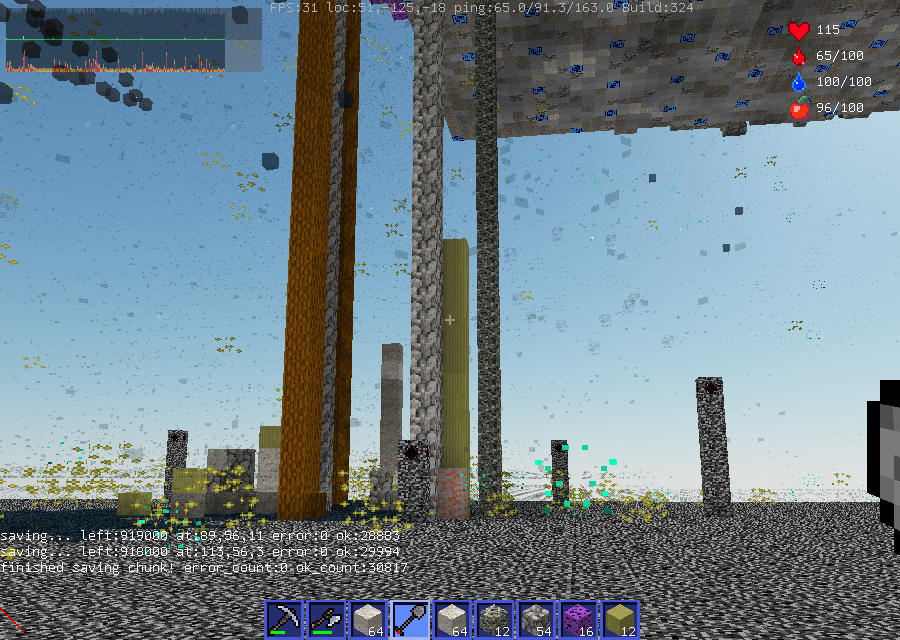 FPS:31 loc:51,-125,-18 ping:65.0/91.3/163.0 Build:324
115
65/100
100/100
96/100
saving... left:919000 at:89,56,11 error:0 ok:28883
saving... left:918000 at:113,56,3 error:0 ok:29994
finished saving chunk! error_count:0 ok_count:30817
64
64
12
54
16
12